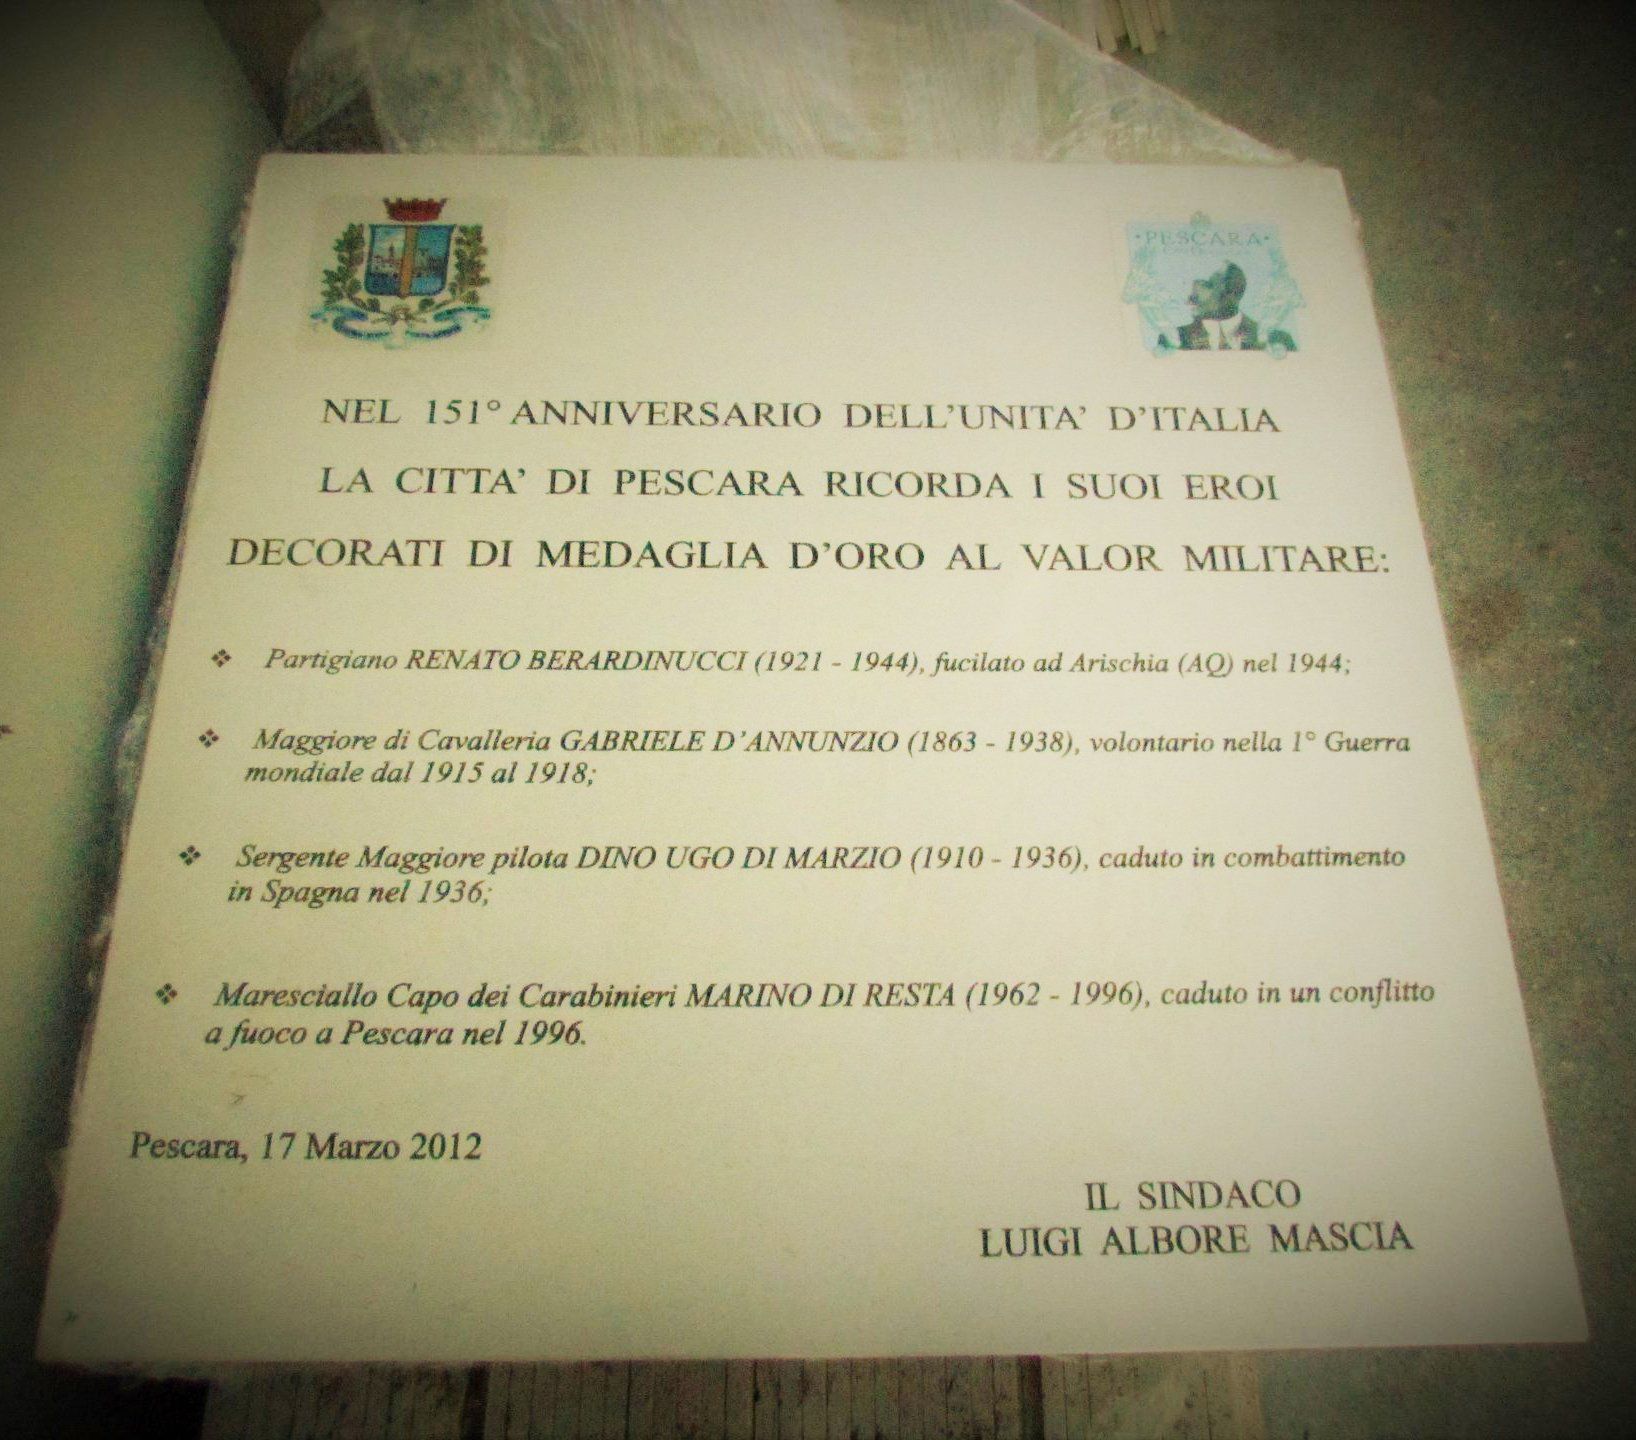 ·PESCARA·
NEL 151° ANNIVERSARIO DELL'UNITA' D'ITALIA
LA CITTA' DI PESCARA RICORDA I SUOI EROI
DECORATI DI MEDAGLIA D'ORO AL VALOR MILITARE:
❖ Partigiano RENATO BERARDINUCCI (1921 - 1944), fucilato ad Arischia (AQ) nel 1944;
❖ Maggiore di Cavalleria GABRIELE D'ANNUNZIO (1863 - 1938), volontario nella 1° Guerra
mondiale dal 1915 al 1918;
❖ Sergente Maggiore pilota DINO UGO DI MARZIO (1910 - 1936), caduto in combattimento
in Spagna nel 1936;
❖ Maresciallo Capo dei Carabinieri MARINO DI RESTA (1962 - 1996), caduto in un conflitto
a fuoco a Pescara nel 1996.
Pescara, 17 Marzo 2012
IL SINDACO
LUIGI ALBORE MASCIA